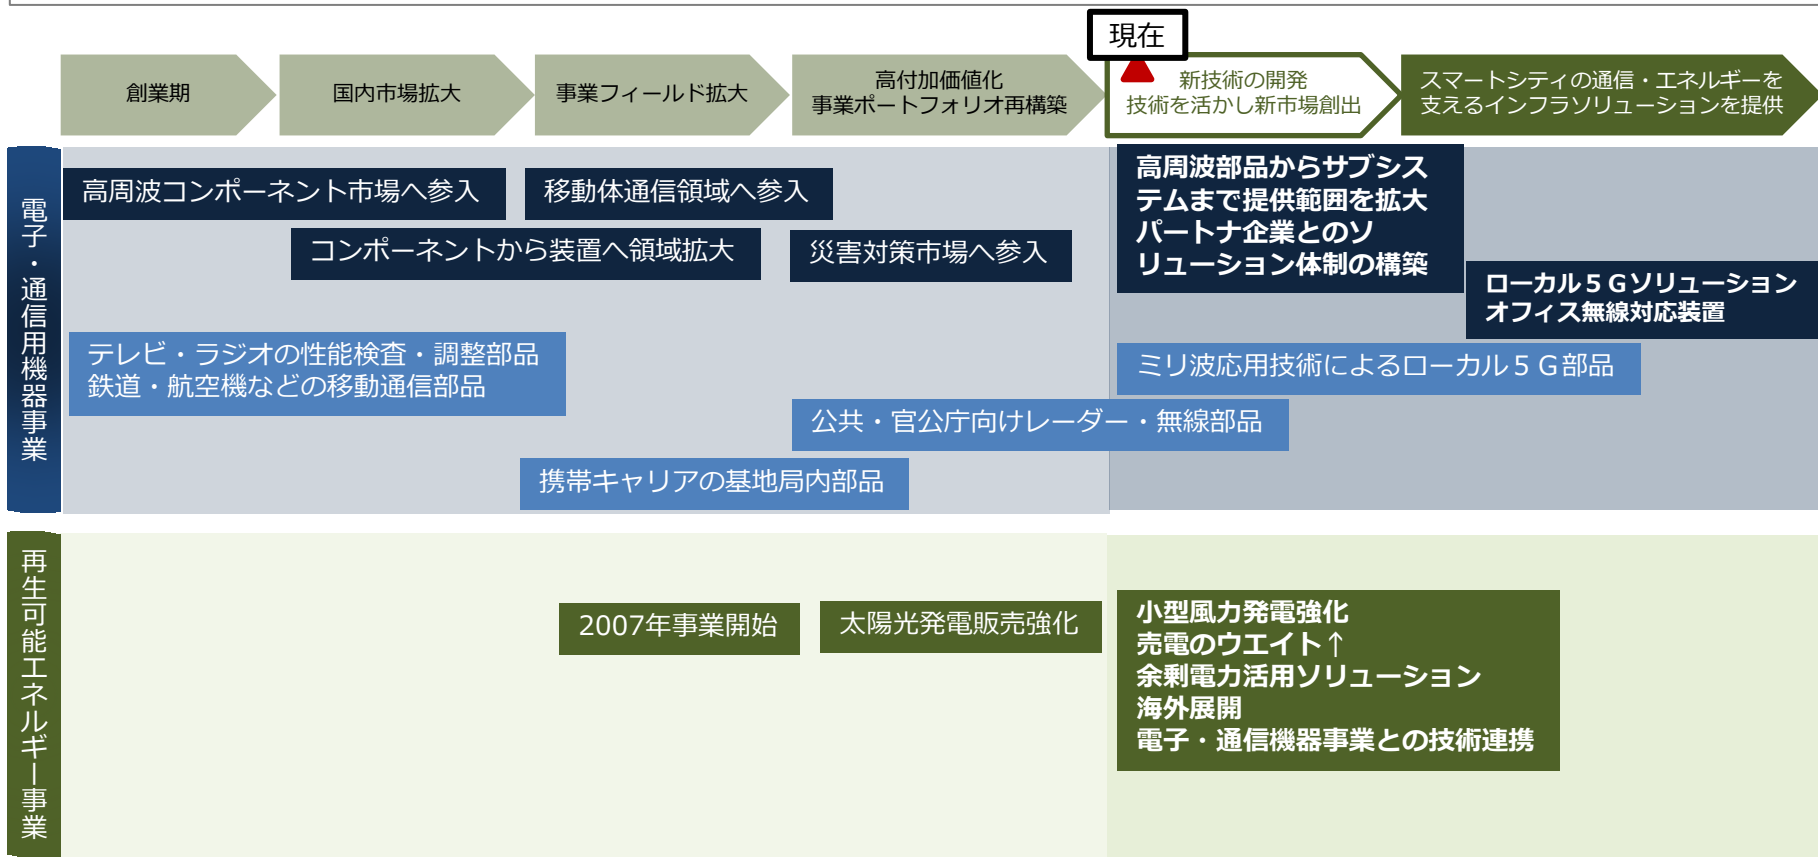 現在
創業期
国内市場拡大
事業フィールド拡大
高付加価値化
事業ポートフォリオ再構築
新技術の開発
技術を活かし新市場創出
スマートシティの通信・エネルギーを
支えるインフラソリューションを提供
電子・通信用機器事業
高周波コンポーネント市場へ参入
移動体通信領域へ参入
コンポーネントから装置へ領域拡大
災害対策市場へ参入
高周波部品からサブシス
テムまで提供範囲を拡大
パートナ企業とのソ
リューション体制の構築
ローカル5Gソリューション
オフィス無線対応装置
テレビ・ラジオの性能検査・調整部品
鉄道・航空機などの移動通信部品
ミリ波応用技術によるローカル5G部品
公共・官公庁向けレーダー・無線部品
携帯キャリアの基地局内部品
再生可能エネルギー事業
2007年事業開始
太陽光発電販売強化
小型風力発電強化
売電のウエイト↑
余剰電力活用ソリューション
海外展開
電子・通信機器事業との技術連携